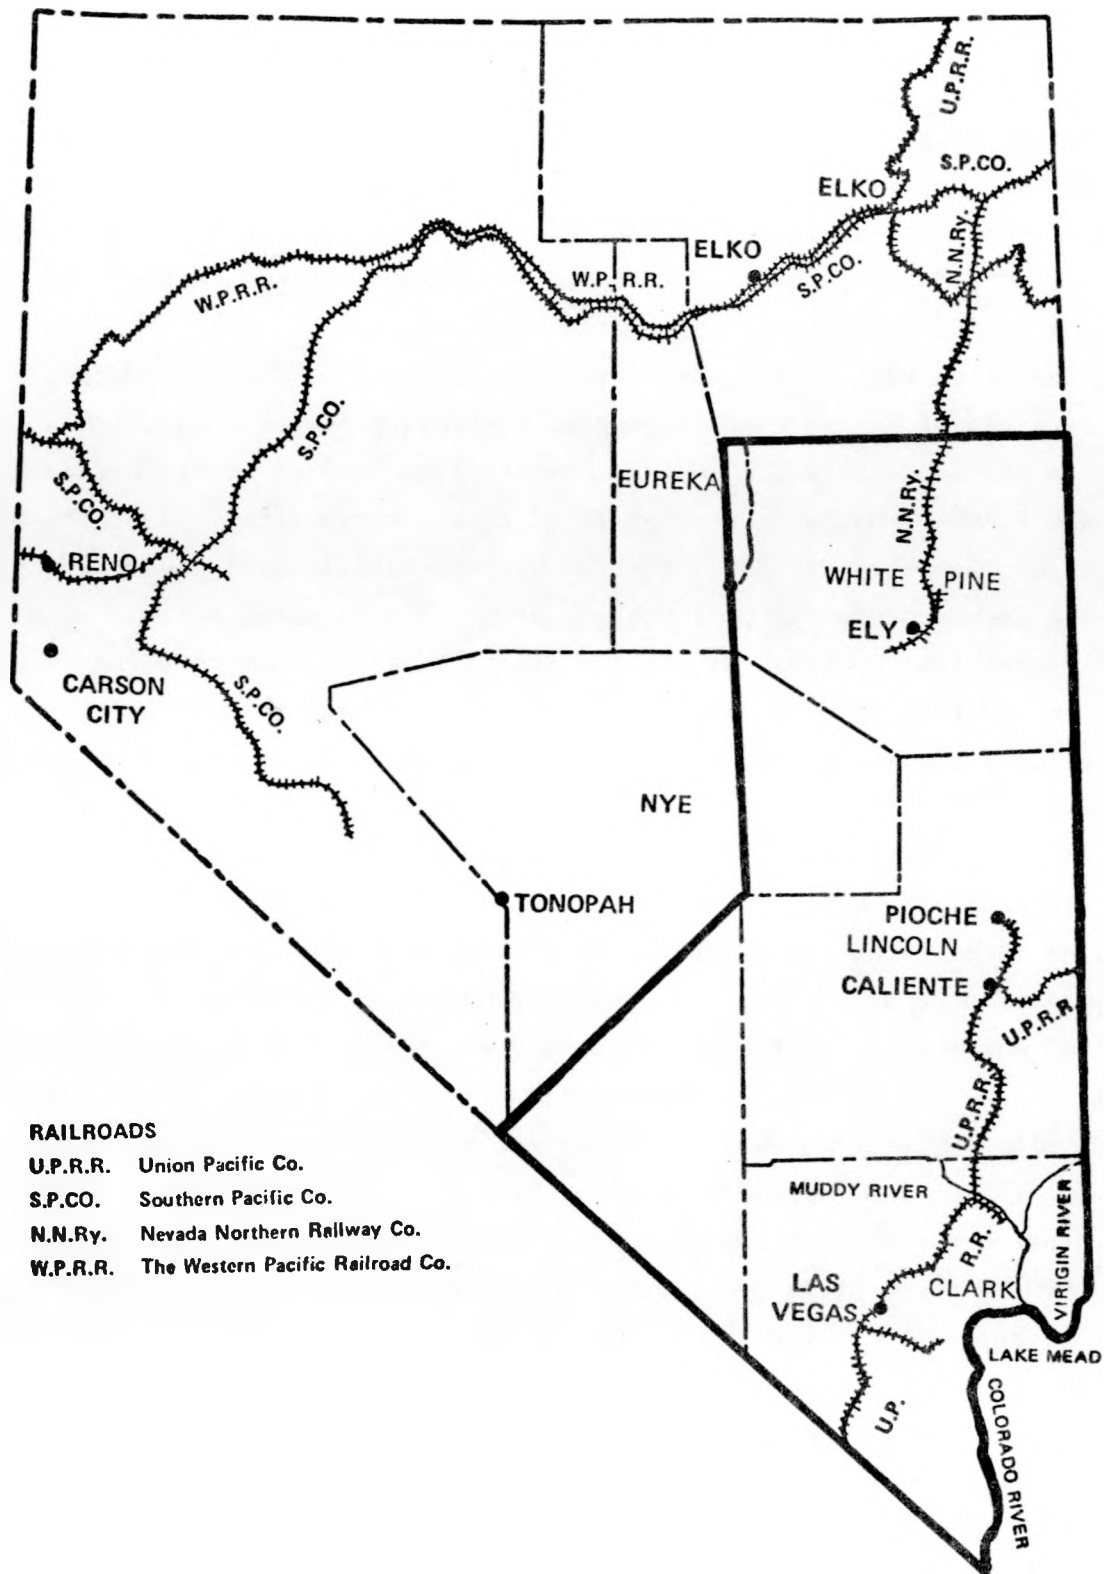 U.P.R.R.
S.P.CO.
ELKO
N.N.Ry.
ELKO
S.P.CO.
W.P. R.R.
W.P.R.R.
S.P.CO.
EUREKA
N.N.Ry.
S.P.CO.
RENO
WHITE PINE
ELY
CARSON
CITY
S.P.CO.
NYE
TONOPAH
PIOCHE
LINCOLN
CALIENTE
U.P.R.R.
U.P.R.R.
MUDDY RIVER
VIRIGIN RIVER
R.R.
CLARK
LAS
VEGAS
LAKE MEAD
U.P.
COLORADO RIVER
RAILROADS
U.P.R.R. Union Pacific Co.
S.P.CO. Southern Pacific Co.
N.N.Ry. Nevada Northern Railway Co.
W.P.R.R. The Western Pacific Railroad Co.